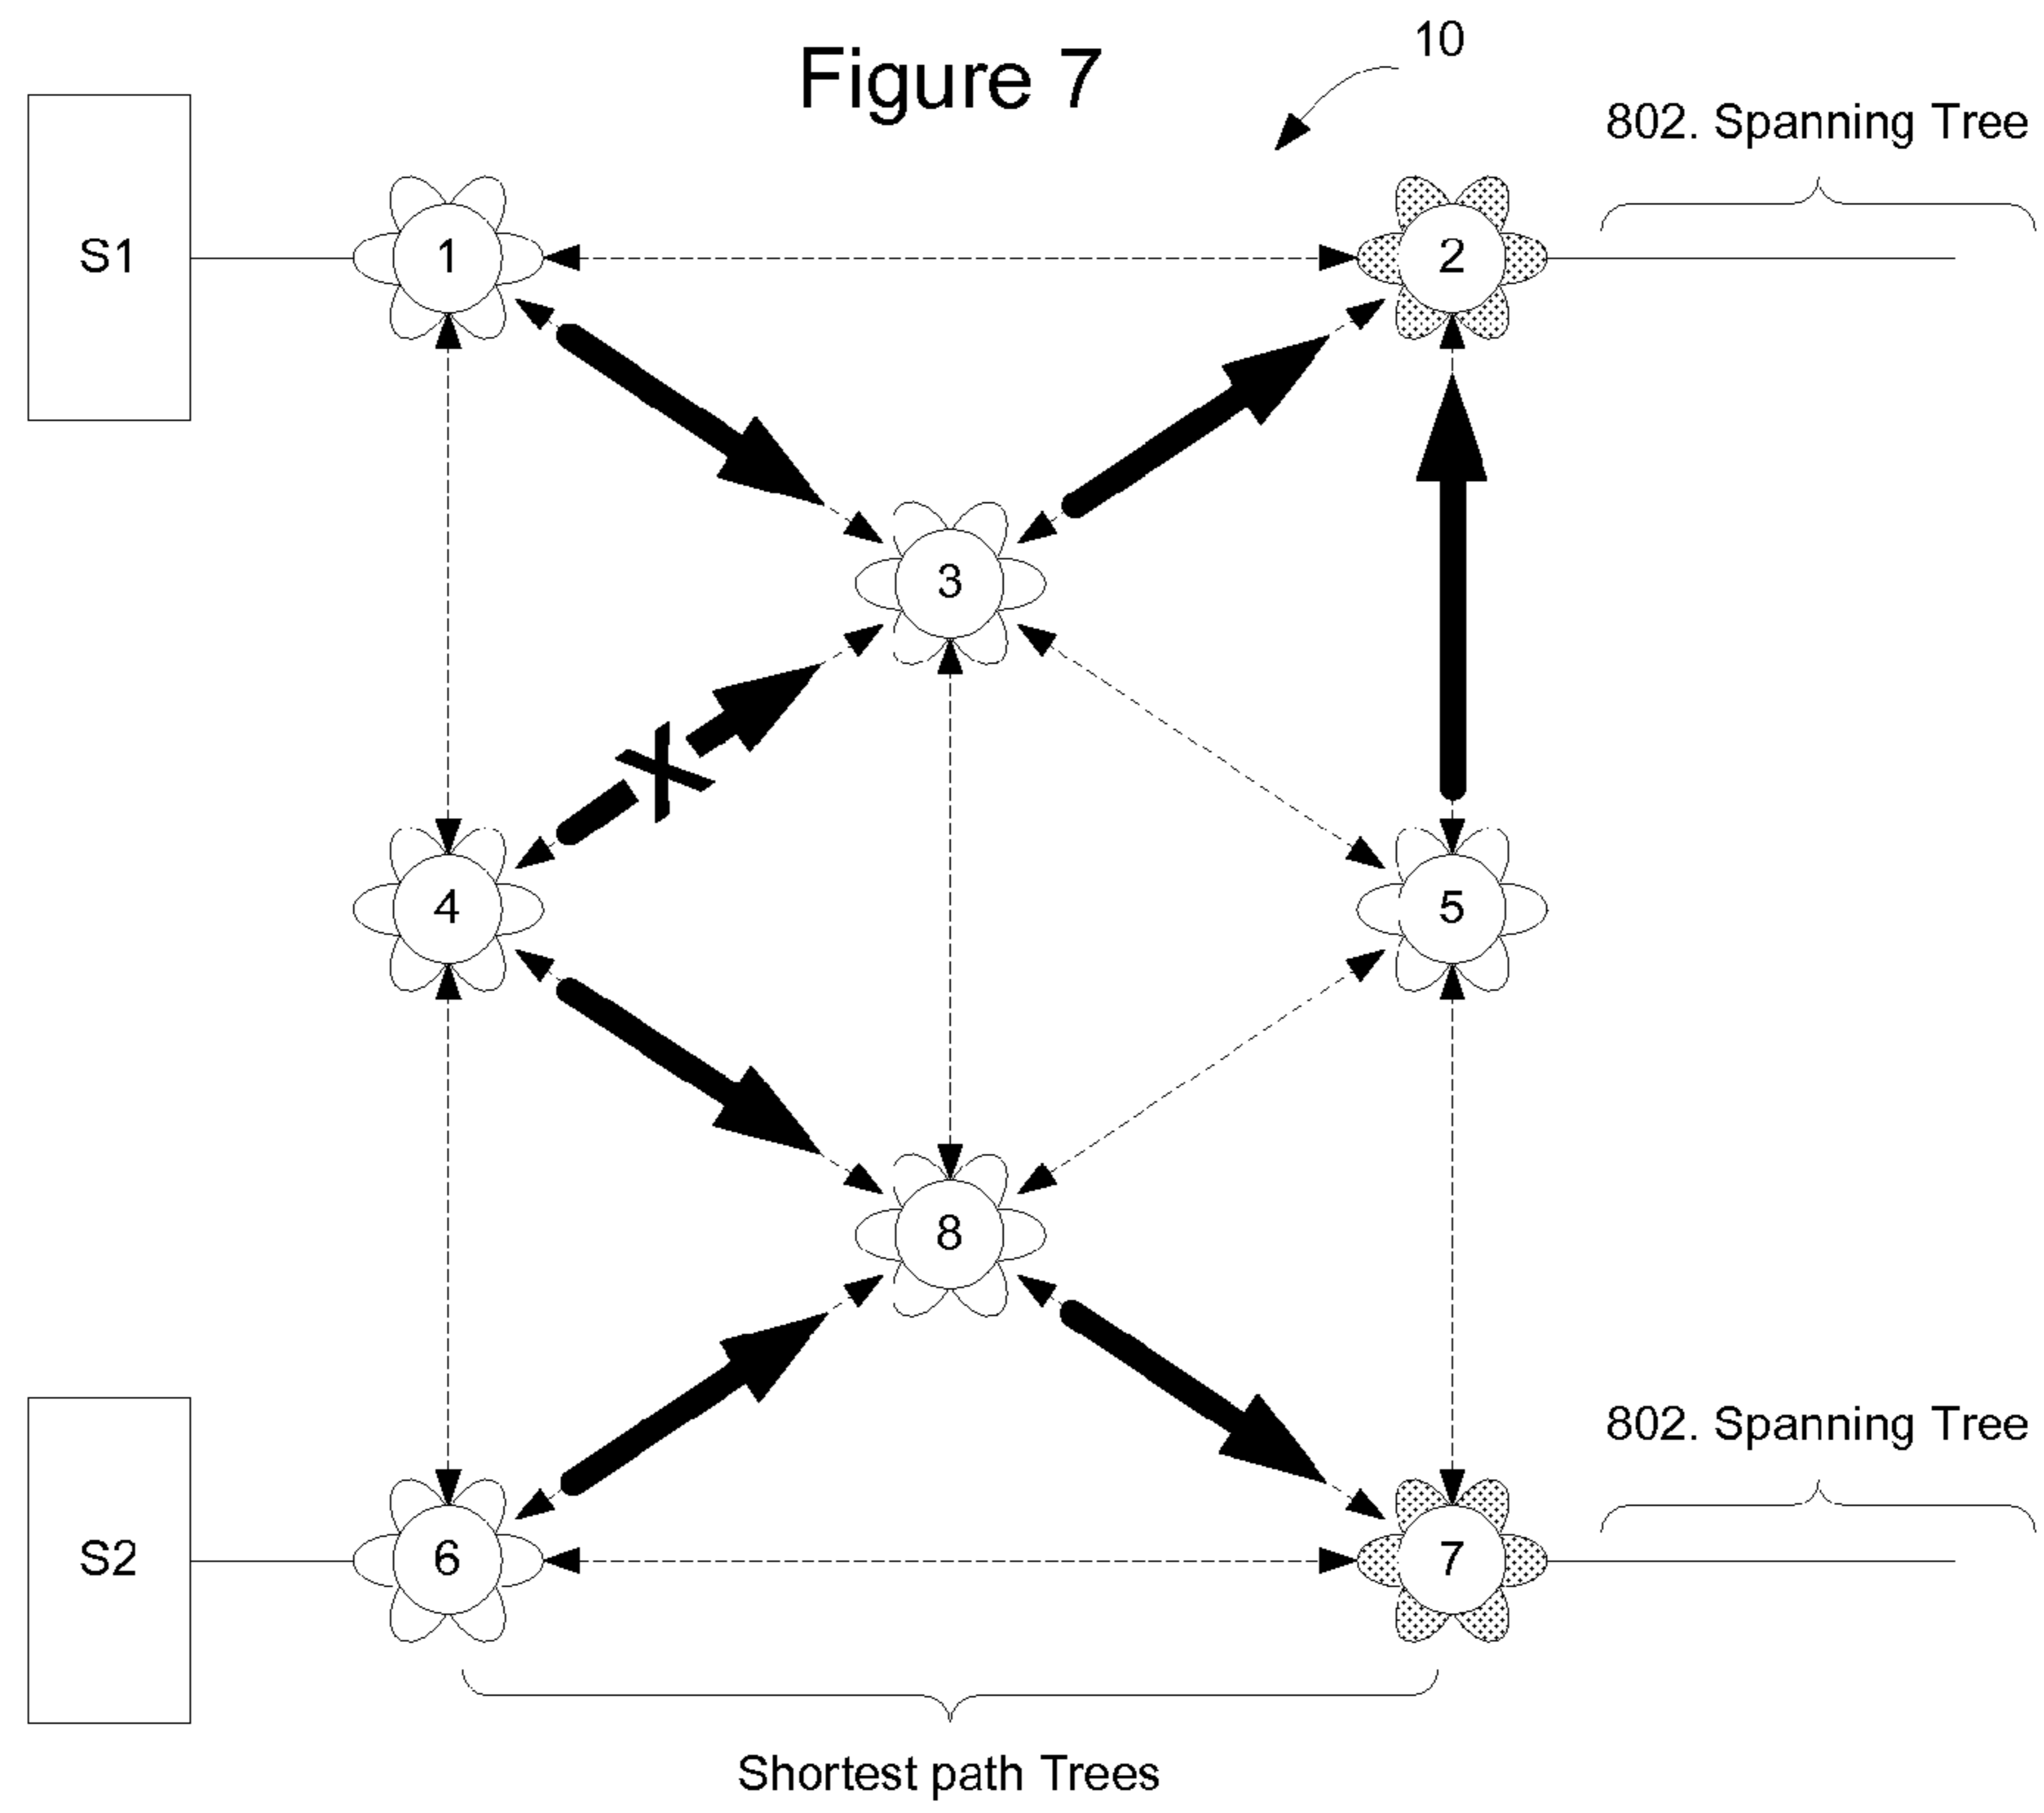 Figure 7
10
802. Spanning Tree
S1
1
2
3
X
4
5
8
802. Spanning Tree
S2
6
7
Shortest path Trees